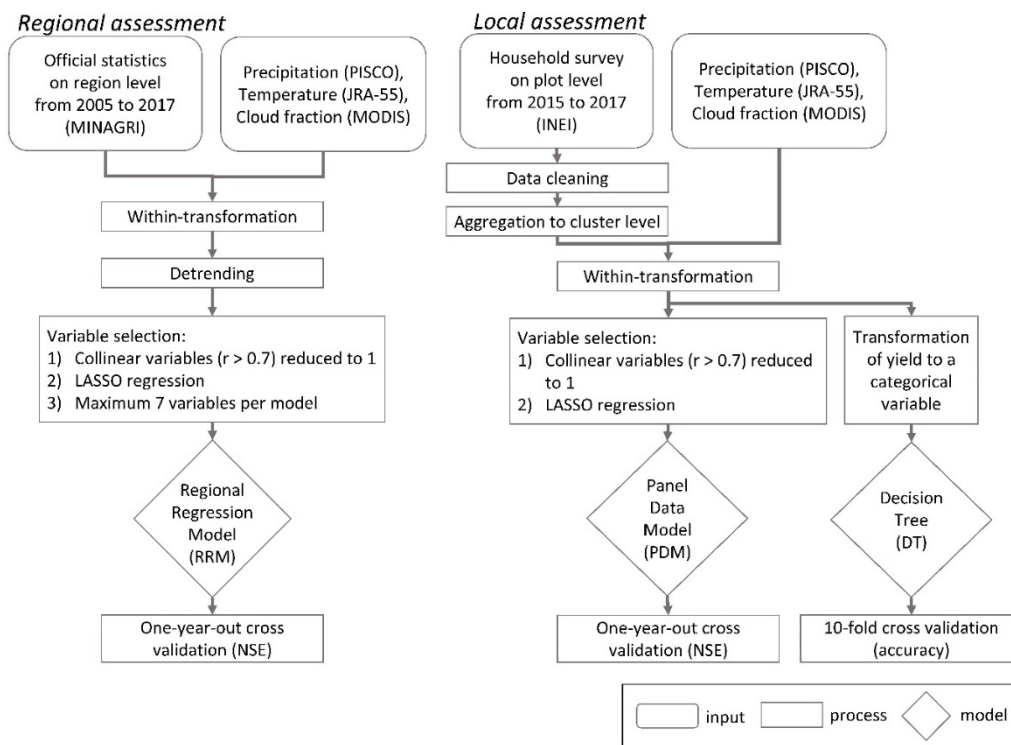 Regional assessment
Official statistics
on region level
from 2005 to 2017
(MINAGRI)
Precipitation (PISCO),
Temperature (JRA-55),
Cloud fraction (MODIS)
Within-transformation
Detrending
Variable selection:
1) Collinear variables (r > 0.7) reduced to 1
2) LASSO regression
3) Maximum 7 variables per model
Regional
Regression
Model
(RRM)
One-year-out cross
validation (NSE)
Local assessment
Household survey
on plot level
from 2015 to 2017
(INEI)
Precipitation (PISCO),
Temperature (JRA-55),
Cloud fraction (MODIS)
Data cleaning
Aggregation to cluster level
Within-transformation
Variable selection:
1) Collinear variables (r > 0.7) reduced
to 1
2) LASSO regression
Panel
Data
Model
(PDM)
One-year-out cross
validation (NSE)
Transformation
of yield to a
categorical
variable
Decision
Tree
(DT)
10-fold cross validation
(accuracy)
input
process
model